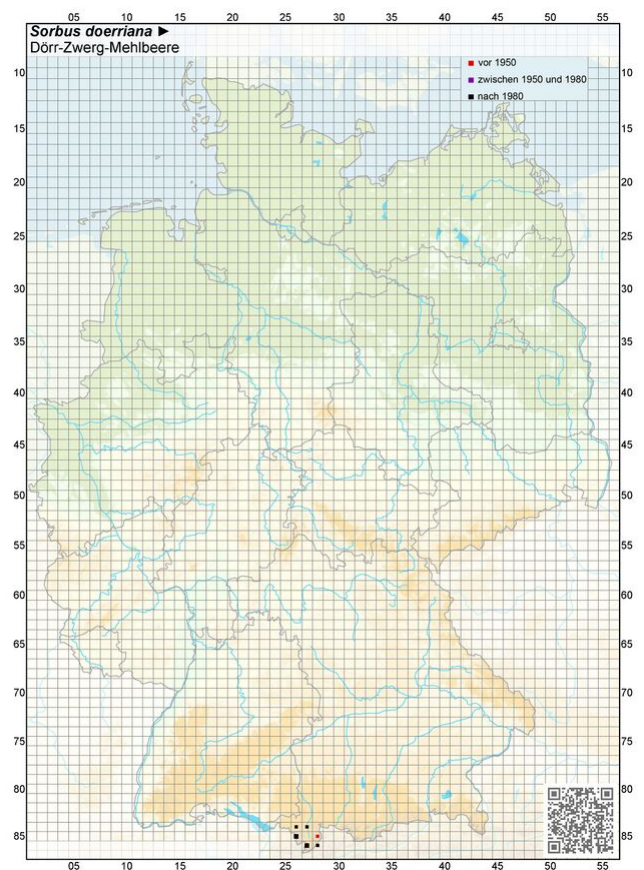 05 10 15 20 25 30 35 40 45 50 55
Sorbus doerriana ►
Dörr-Zwerg-Mehlbeere
vor 1950
zwischen 1950 und 1980
nach 1980
10 10
15 15
20 20
25 25
30 30
35 35
40 40
45 45
50 50
55 55
60 60
65 65
70 70
75 75
80 80
85 85
05 10 15 20 25 30 35 40 45 50 55